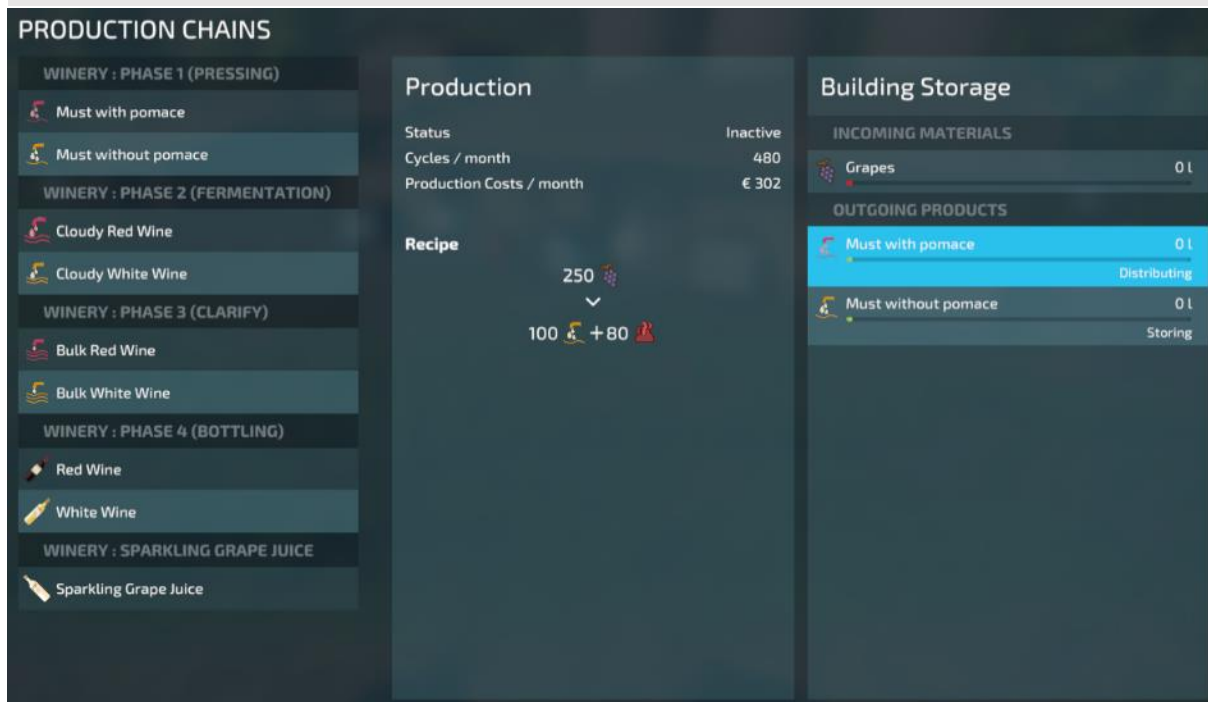 PRODUCTION CHAINS
WINERY : PHASE 1 (PRESSING)
Must with pomace
Must without pomace
WINERY : PHASE 2 (FERMENTATION)
Cloudy Red Wine
Cloudy White Wine
WINERY : PHASE 3 (CLARIFY)
Bulk Red Wine
Bulk White Wine
WINERY : PHASE 4 (BOTTLING)
Red Wine
White Wine
WINERY : SPARKLING GRAPE JUICE
Sparkling Grape Juice
Production
Status Inactive
Cycles / month 480
Production Costs / month € 302
Recipe
250
100 + 80
Building Storage
INCOMING MATERIALS
Grapes 0 l
OUTGOING PRODUCTS
Must with pomace 0 l
Distributing
Must without pomace 0 l
Storing